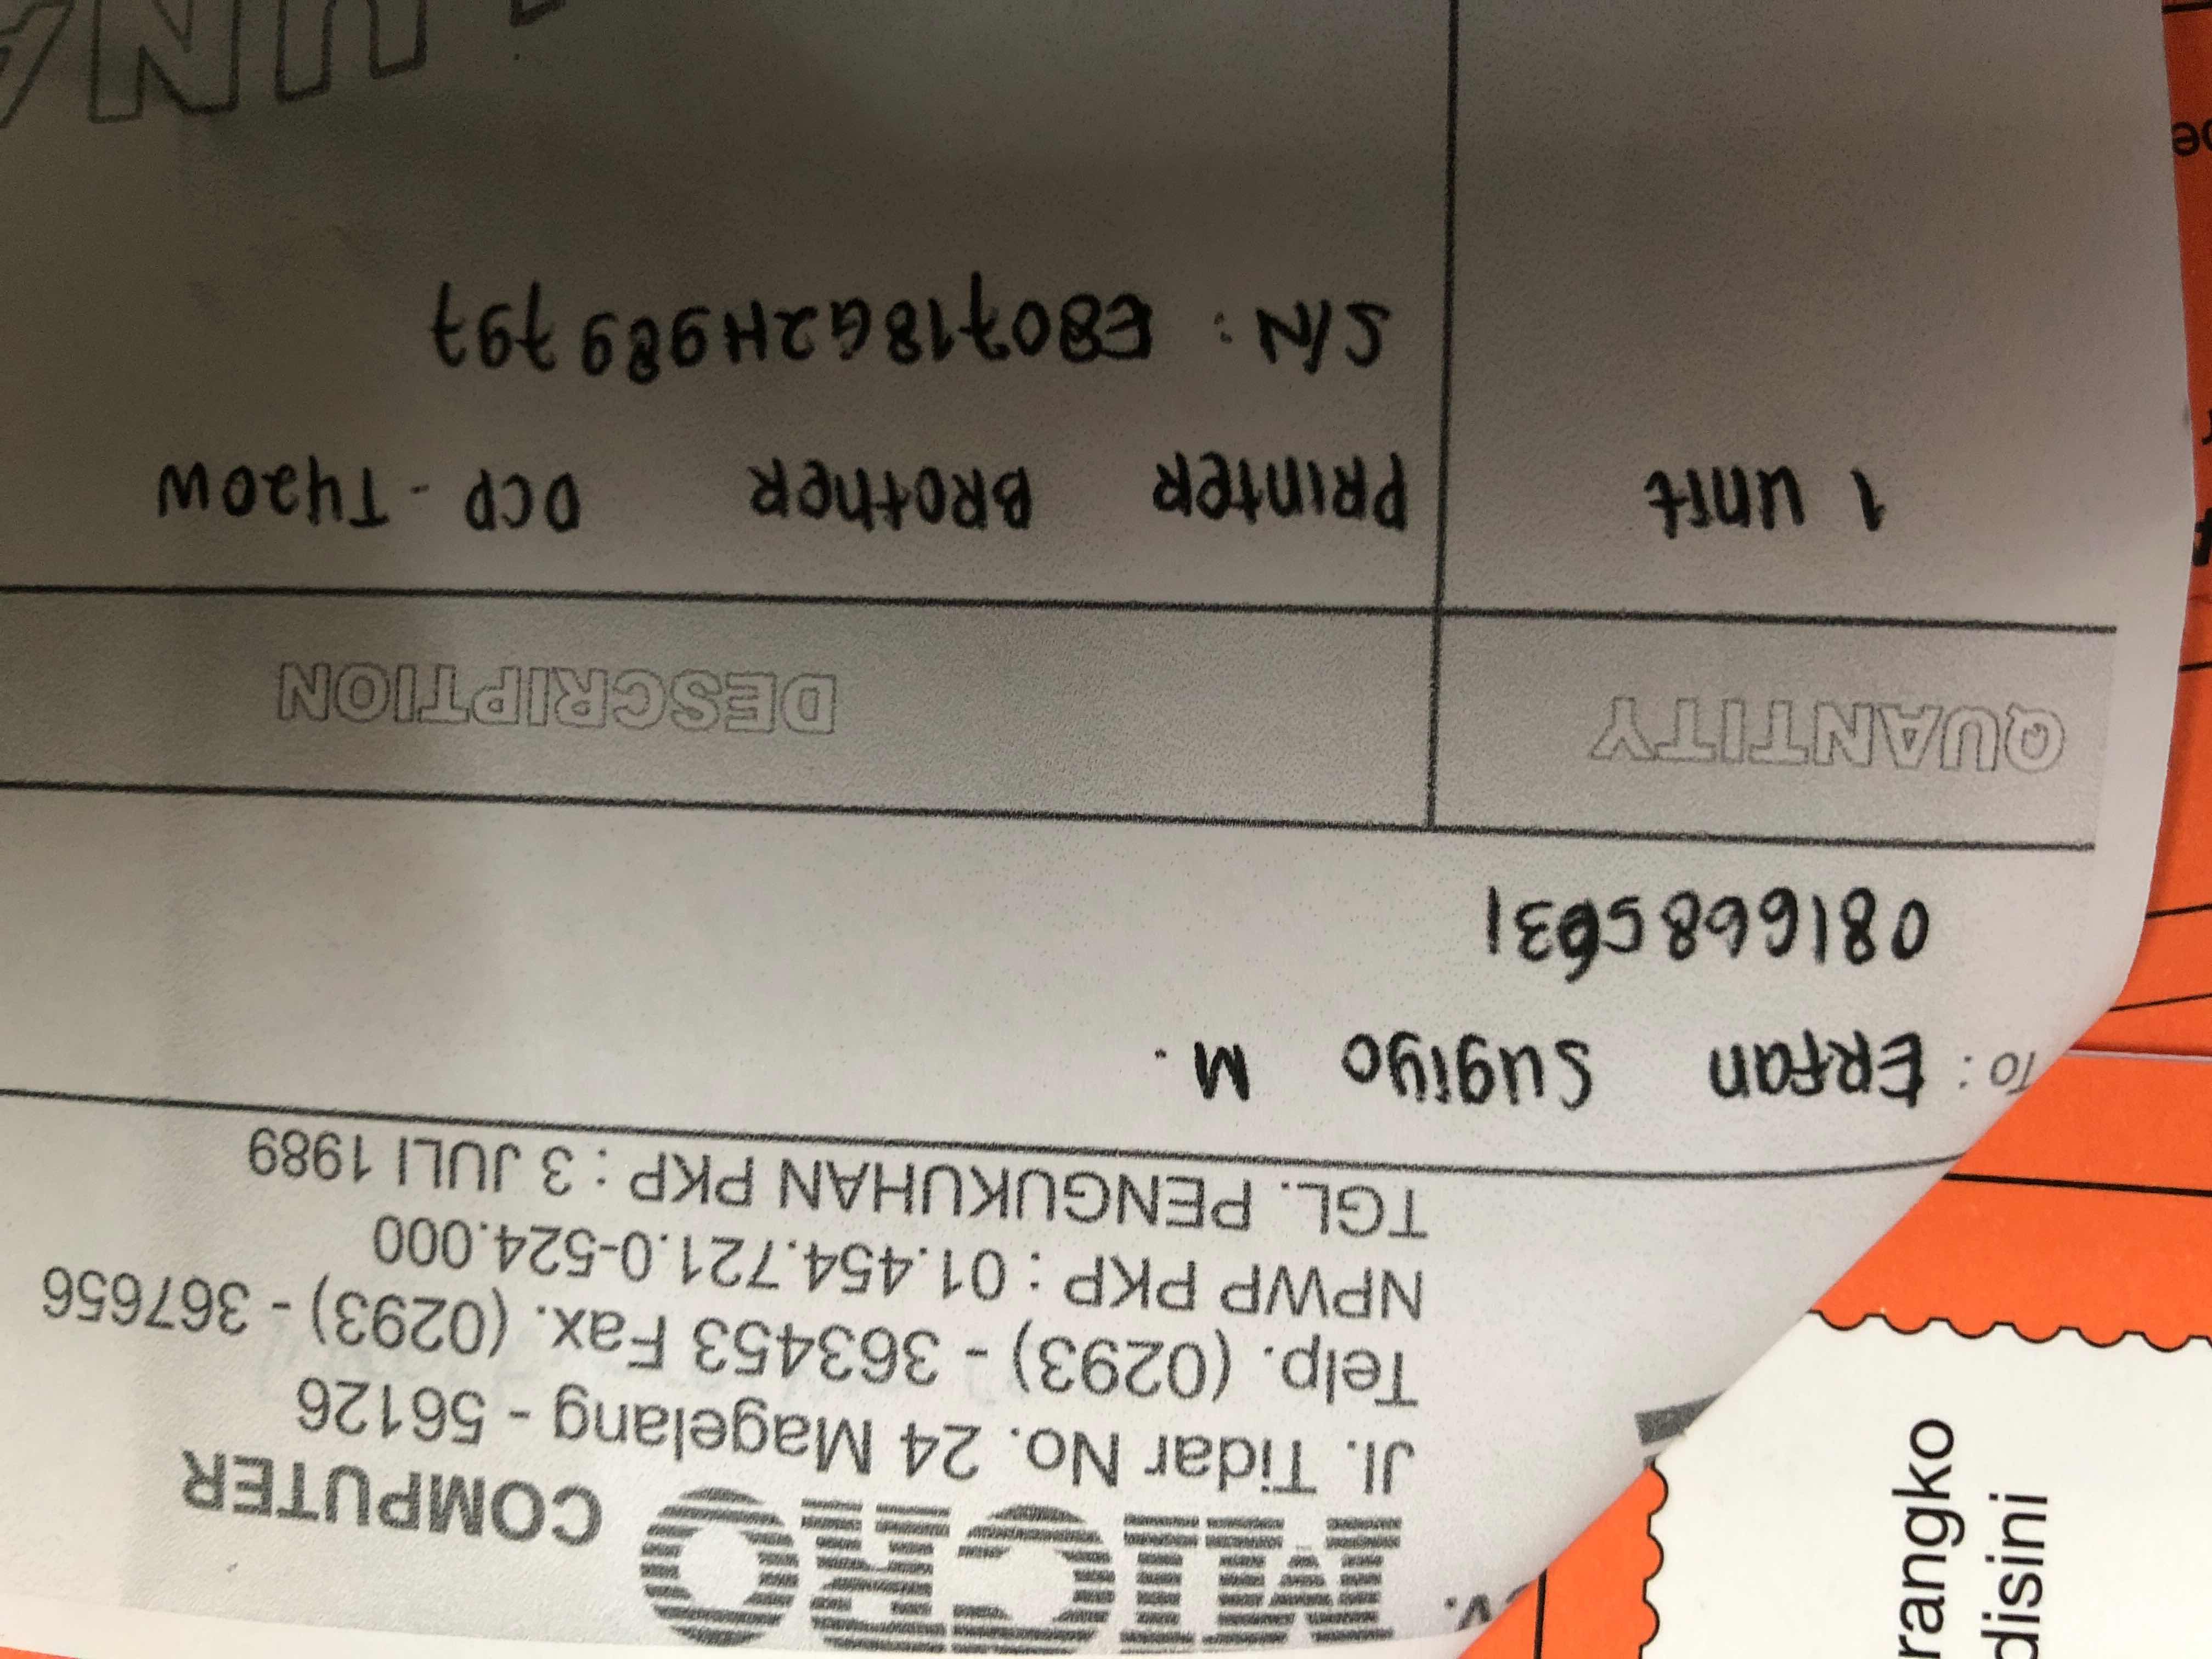 CV. MICRO COMPUTER
Jl. Tidar No. 24 Magelang - 56126
Telp. (0293) - 363453 Fax. (0293) - 367656
NPWP PKP : 01.454.721.0-524.000
TGL. PENGUKUHAN PKP : 3 JULI 1989
To : Erfan Sugiyo M.
0816685631
QUANTITY DESCRIPTION
1 Unit PRINTER BROTHER DCP - T420W
S/N : E80718G2H989797
rangko
disini